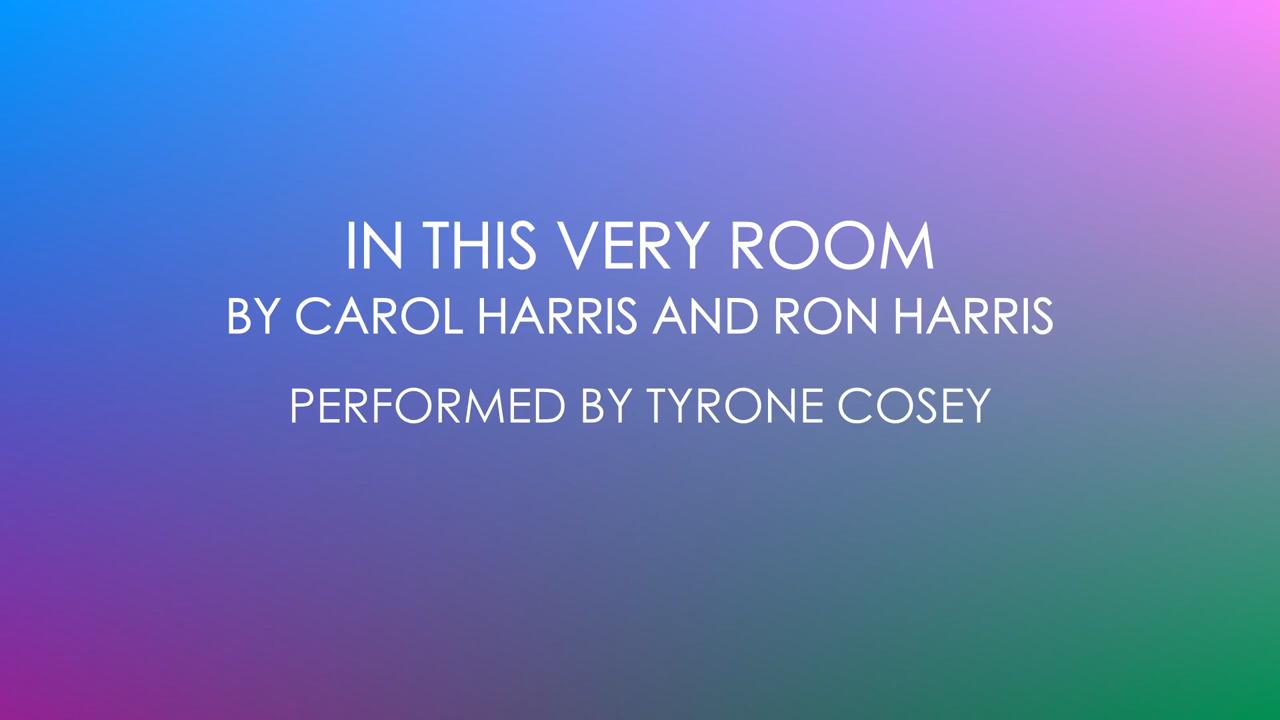 IN THIS VERY ROOM
BY CAROL HARRIS AND RON HARRIS
PERFORMED BY TYRONE COSEY